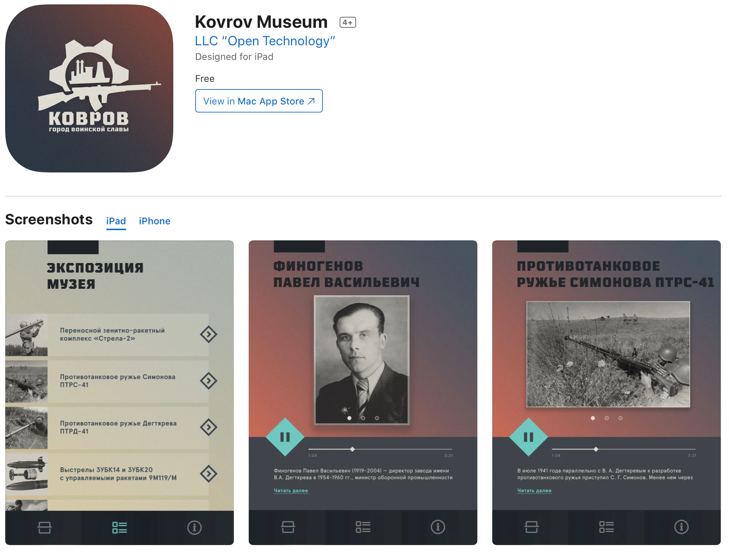 Kovrov Museum 4+
LLC “Open Technology”
Designed for iPad
Free
View in Mac App Store ↗
КОВРОВ
ГОРОД ВОИНСКОЙ СЛАВЫ
Screenshots iPad iPhone
ЭКСПОЗИЦИЯ
МУЗЕЯ
Переносной зенитно-ракетный
комплекс «Стрела-2»
Противотанковое ружье Симонова
ПТРС-41
Противотанковое ружье Дегтярева
ПТРД-41
Выстрелы ЗУБК14 и ЗУБК20
с управляемыми ракетами 9М119/М
ФИНОГЕНОВ
ПАВЕЛ ВАСИЛЬЕВИЧ
1:04 3:21
Финогенов Павел Васильевич (1919–2004) — директор завода имени
В.А. Дегтярева в 1954–1960 гг., министр оборонной промышленности
Читать далее
ПРОТИВОТАНКОВОЕ
РУЖЬЕ СИМОНОВА ПТРС-41
1:04 3:21
В июле 1941 года параллельно с В. А. Дегтяревым к разработке
противотанкового ружья приступил С. Г. Симонов. Менее чем через
Читать далее